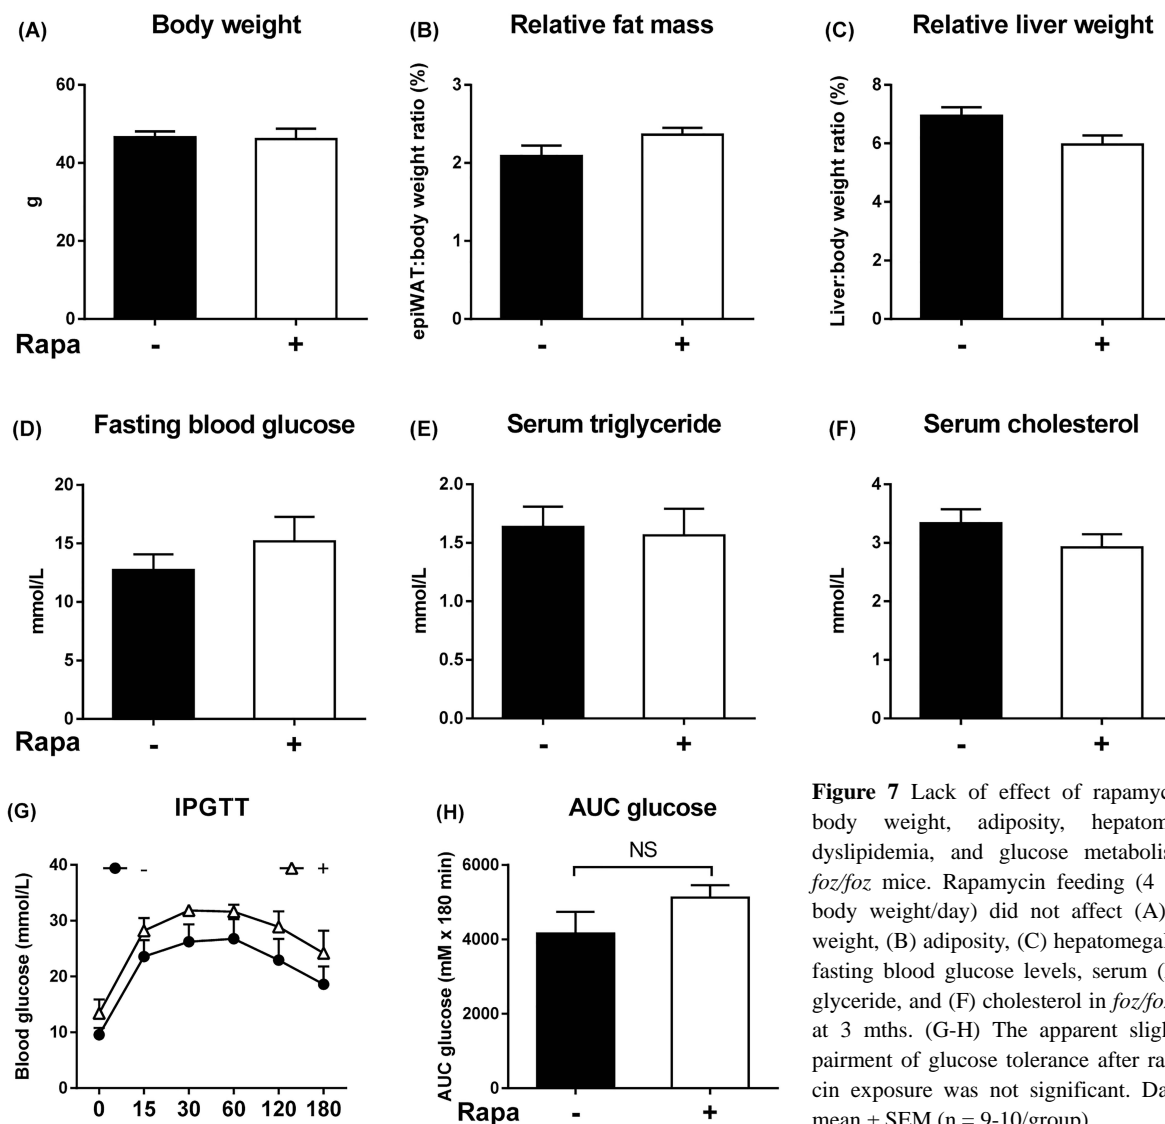 (A) Body weight
60
40
20
0
g
Rapa - +
(B) Relative fat mass
3
2
1
0
epiWAT:body weight ratio (%)
- +
(C) Relative liver weight
8
6
4
2
0
Liver:body weight ratio (%)
- +
(D) Fasting blood glucose
20
15
10
5
0
mmol/L
Rapa - +
(E) Serum triglyceride
2.0
1.5
1.0
0.5
0.0
mmol/L
- +
(F) Serum cholesterol
4
3
2
1
0
mmol/L
- +
(G) IPGTT
- +
40
30
20
10
0
Blood glucose (mmol/L)
0 15 30 60 120 180
(H) AUC glucose
NS
6000
4000
2000
0
AUC glucose (mM x 180 min)
Rapa - +
Figure 7 Lack of effect of rapamyc
body weight, adiposity, hepatom
dyslipidemia, and glucose metabolis
foz/foz mice. Rapamycin feeding (4
body weight/day) did not affect (A)
weight, (B) adiposity, (C) hepatomegal
fasting blood glucose levels, serum (
glyceride, and (F) cholesterol in foz/fo
at 3 mths. (G-H) The apparent sligh
pairment of glucose tolerance after ra
cin exposure was not significant. Da
mean ± SEM (n = 9-10/group)